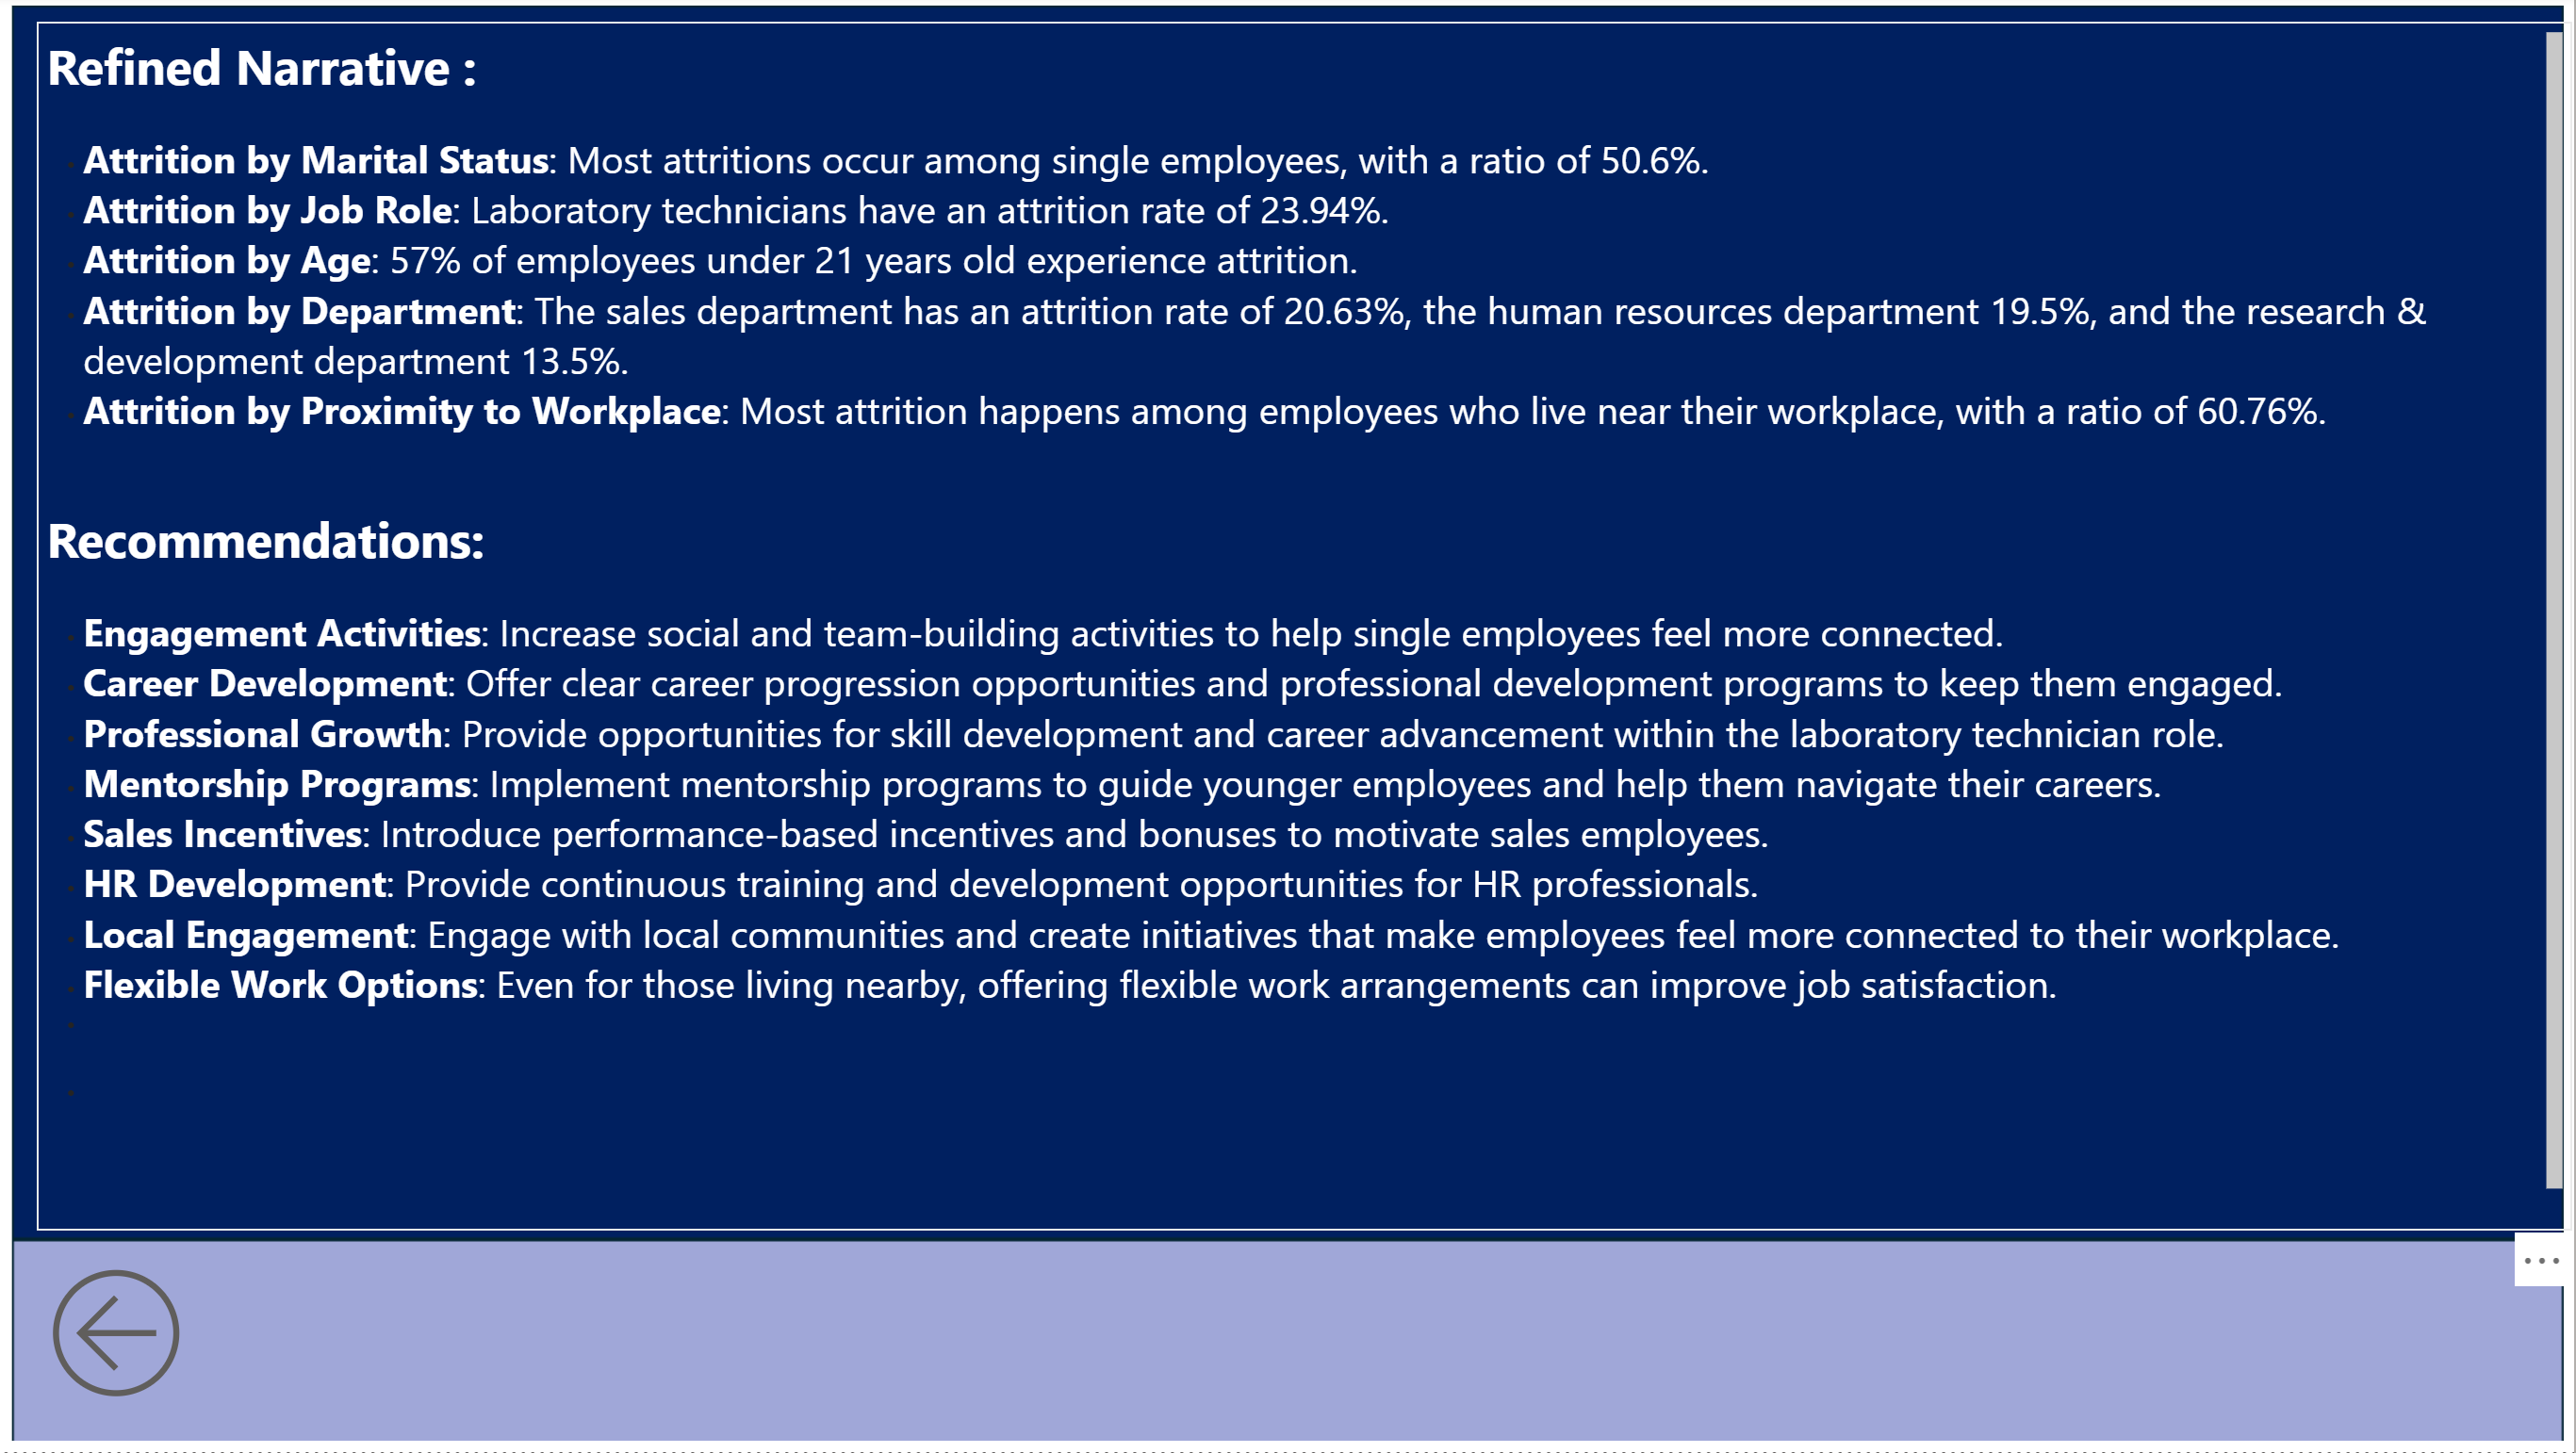 Refined Narrative :
Attrition by Marital Status: Most attritions occur among single employees, with a ratio of 50.6%.
Attrition by Job Role: Laboratory technicians have an attrition rate of 23.94%.
Attrition by Age: 57% of employees under 21 years old experience attrition.
Attrition by Department: The sales department has an attrition rate of 20.63%, the human resources department 19.5%, and the research &
development department 13.5%.
Attrition by Proximity to Workplace: Most attrition happens among employees who live near their workplace, with a ratio of 60.76%.
Recommendations:
Engagement Activities: Increase social and team-building activities to help single employees feel more connected.
Career Development: Offer clear career progression opportunities and professional development programs to keep them engaged.
Professional Growth: Provide opportunities for skill development and career advancement within the laboratory technician role.
Mentorship Programs: Implement mentorship programs to guide younger employees and help them navigate their careers.
Sales Incentives: Introduce performance-based incentives and bonuses to motivate sales employees.
HR Development: Provide continuous training and development opportunities for HR professionals.
Local Engagement: Engage with local communities and create initiatives that make employees feel more connected to their workplace.
Flexible Work Options: Even for those living nearby, offering flexible work arrangements can improve job satisfaction.